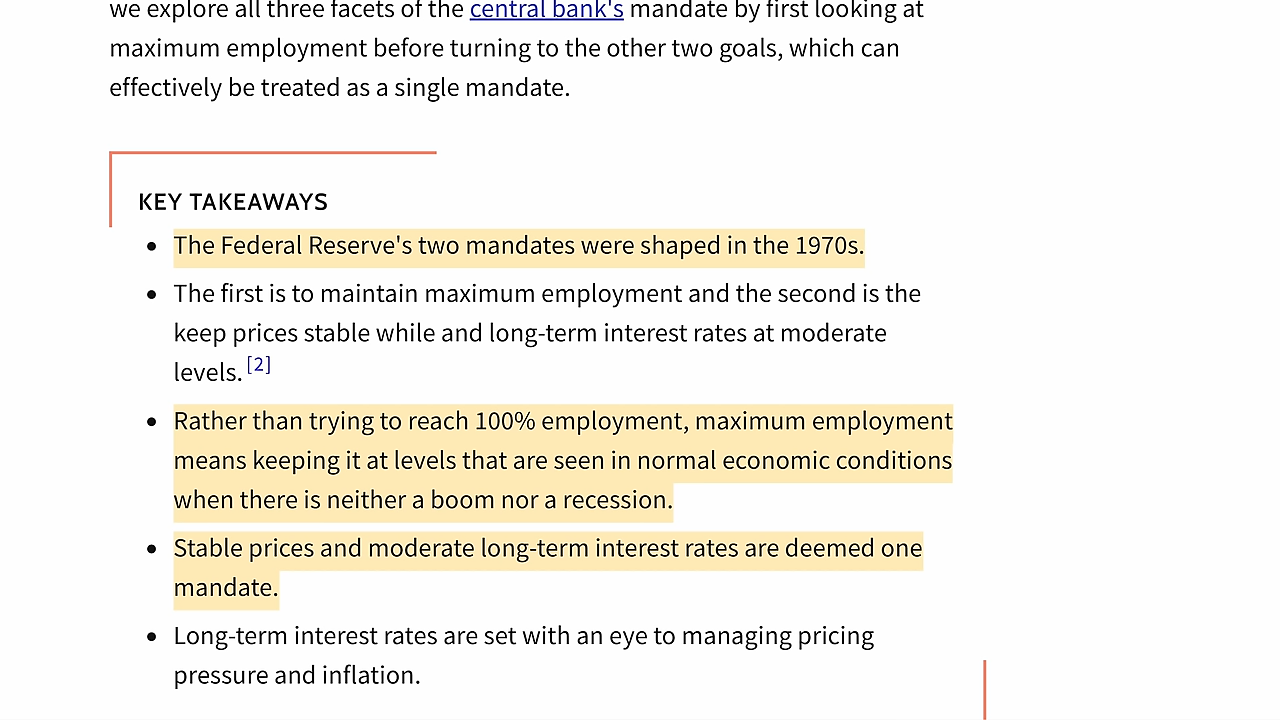 we explore all three facets of the central bank's mandate by first looking at
maximum employment before turning to the other two goals, which can
effectively be treated as a single mandate.
KEY TAKEAWAYS
• The Federal Reserve's two mandates were shaped in the 1970s.
• The first is to maintain maximum employment and the second is the
keep prices stable while and long-term interest rates at moderate
levels. [2]
• Rather than trying to reach 100% employment, maximum employment
means keeping it at levels that are seen in normal economic conditions
when there is neither a boom nor a recession.
• Stable prices and moderate long-term interest rates are deemed one
mandate.
• Long-term interest rates are set with an eye to managing pricing
pressure and inflation.